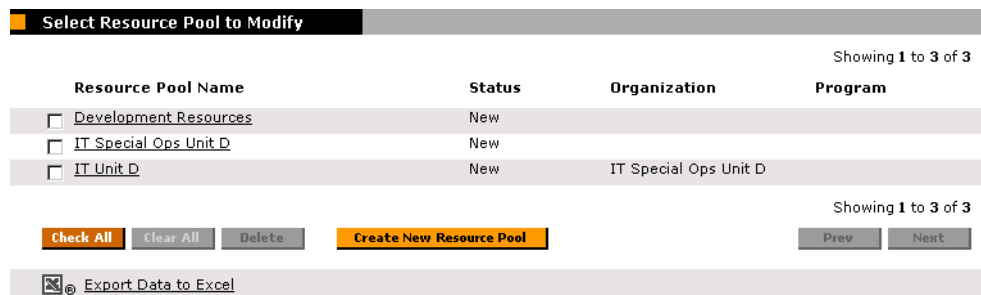 Select Resource Pool to Modify
Showing 1 to 3 of 3
Resource Pool Name Status Organization Program
Development Resources New
IT Special Ops Unit D New
IT Unit D New IT Special Ops Unit D
Showing 1 to 3 of 3
Check All Clear All Delete Create New Resource Pool Prev Next
® Export Data to Excel